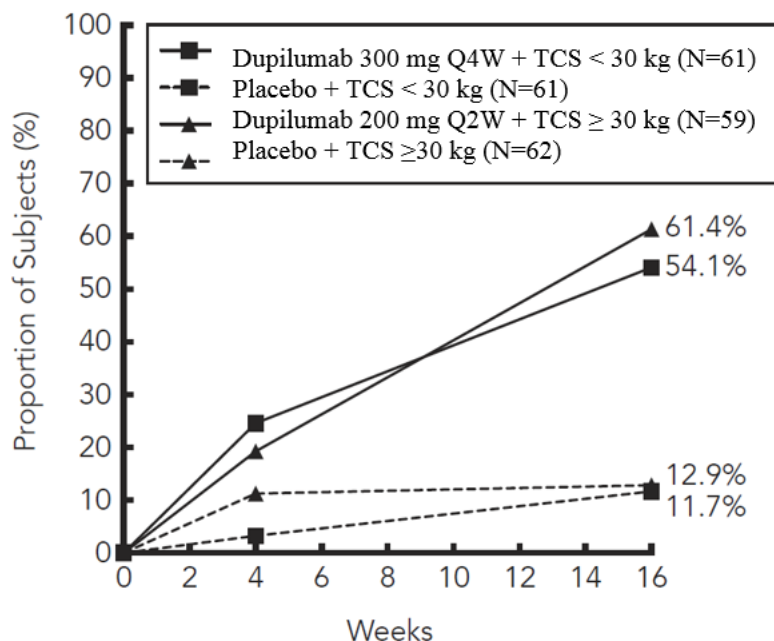 100
90
80
70
60
50
40
30
20
10
0
Proportion of Subjects (%)
Dupilumab 300 mg Q4W + TCS < 30 kg (N=61)
Placebo + TCS < 30 kg (N=61)
Dupilumab 200 mg Q2W + TCS ≥ 30 kg (N=59)
Placebo + TCS ≥30 kg (N=62)
61.4%
54.1%
12.9%
11.7%
0 2 4 6 8 10 12 14 16
Weeks